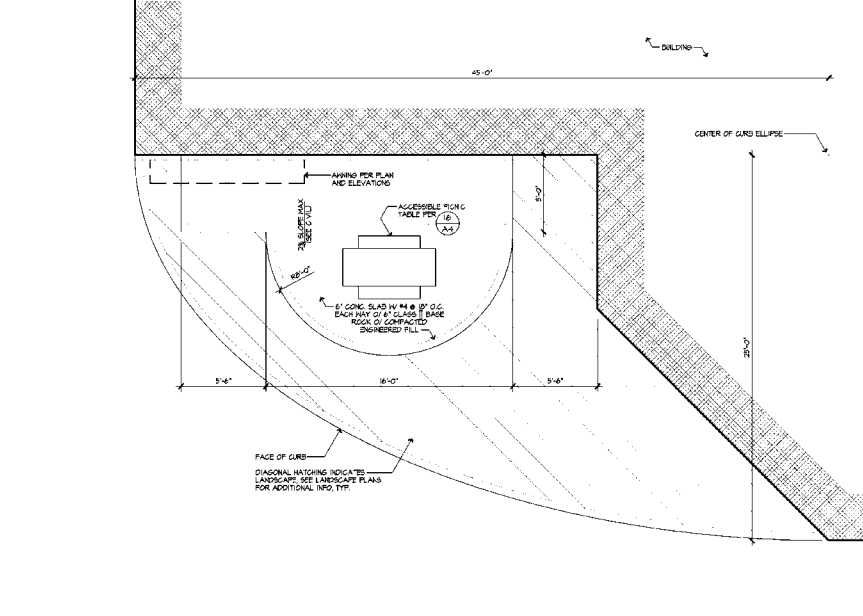 BUILDING
45'-0"
CENTER OF CURB ELLIPSE
AWNING PER PLAN
AND ELEVATIONS
5'-0"
2% SLOPE MAX
(SEE CIVIL)
ACCESSIBLE PICNIC
TABLE PER
16
A4
R8'-0"
6" CONC. SLAB W/ #4 @ 18" O.C.
EACH WAY O/ 6" CLASS II BASE
ROCK O/ COMPACTED
ENGINEERED FILL
25'-0"
5'-6"
16'-0"
5'-6"
FACE OF CURB
DIAGONAL HATCHING INDICATES
LANDSCAPE, SEE LANDSCAPE PLANS
FOR ADDITIONAL INFO, TYP.